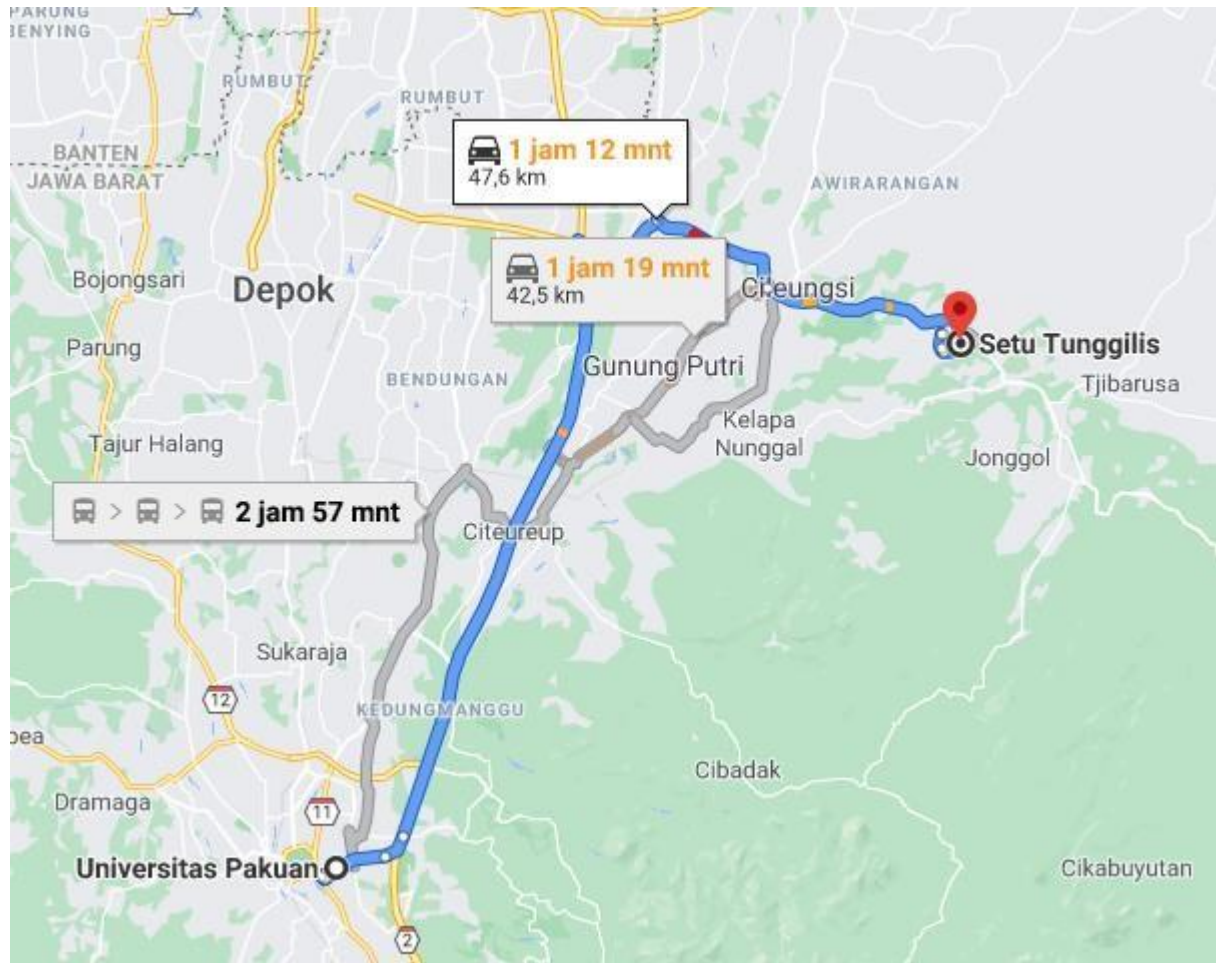 PARUNG
BENYING
RUMBUT
RUMBUT
BANTEN
JAWA BARAT
1 jam 12 mnt
47,6 km
AWIRARANGAN
1 jam 19 mnt
42,5 km
Bojongsari
Depok
Cileungsi
Setu Tunggilis
Parung
Gunung Putri
BENDUNGAN
Tjibarusa
Kelapa
Nunggal
Tajur Halang
Jonggol
> > 2 jam 57 mnt
Citeureup
Sukaraja
12
KEDUNGMANGGU
pea
Cibadak
Dramaga
11
Universitas Pakuan
Cikabuyutan
2